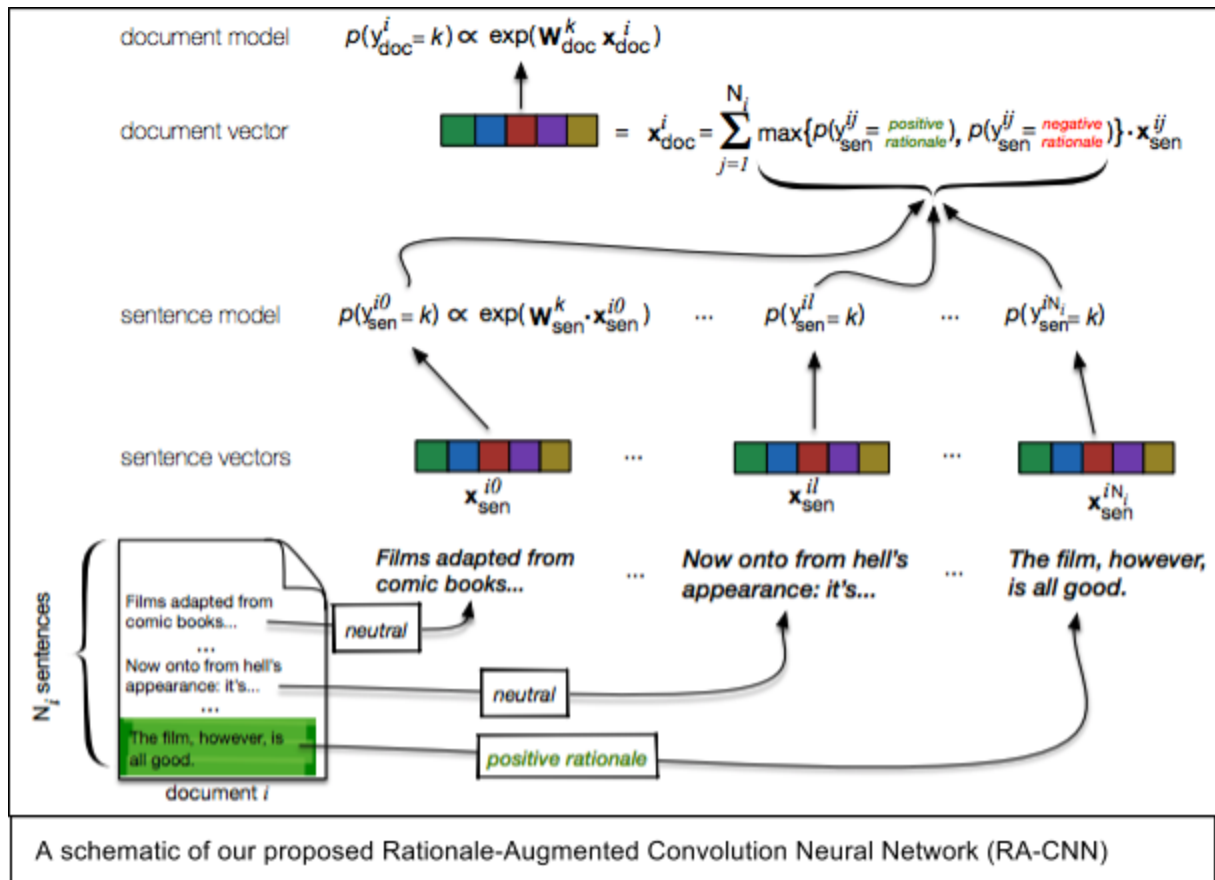 document model p(y^i_doc = k) ∝ exp(W^k_doc x^i_doc)
document vector = x^i_doc = ∑_{j=1}^{N_i} max{p(y^ij_sen = positive rationale), p(y^ij_sen = negative rationale)} · x^ij_sen
sentence model p(y^i0_sen = k) ∝ exp(W^k_sen · x^i0_sen) ... p(y^il_sen = k) ... p(y^iN_i_sen = k)
sentence vectors ... ...
x^i0_sen x^il_sen x^iN_i_sen
Films adapted from
comic books...
...
Now onto from hell's
appearance: it's...
...
The film, however,
is all good.
N_i sentences
Films adapted from
comic books...
...
Now onto from hell's
appearance: it's...
...
The film, however, is
all good.
document i
neutral
neutral
positive rationale
A schematic of our proposed Rationale-Augmented Convolution Neural Network (RA-CNN)